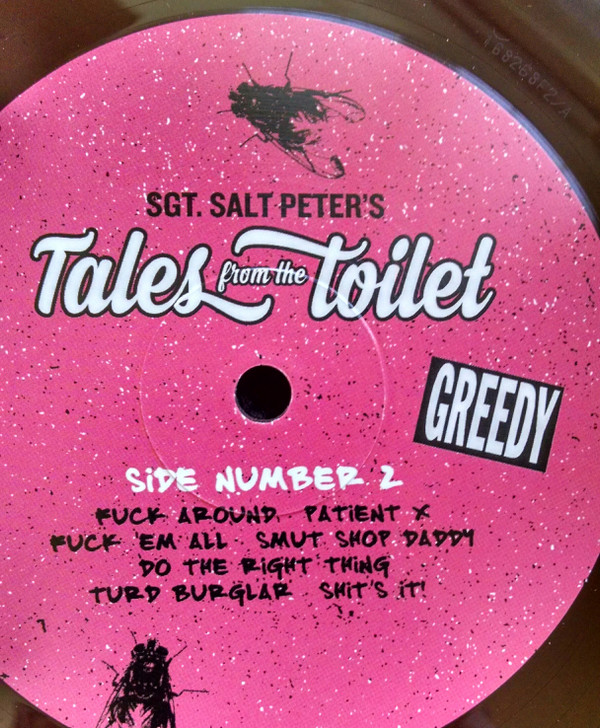 SGT. SALT PETER'S
Tales from the Toilet
GREEDY
SiDE NUMBER 2
FUCK AROUND, PATIENT X
FUCK 'EM ALL SMUT SHOP DADDY
DO THE RiGHT THiNG
TURD BURGLAR SHiT'S iT!